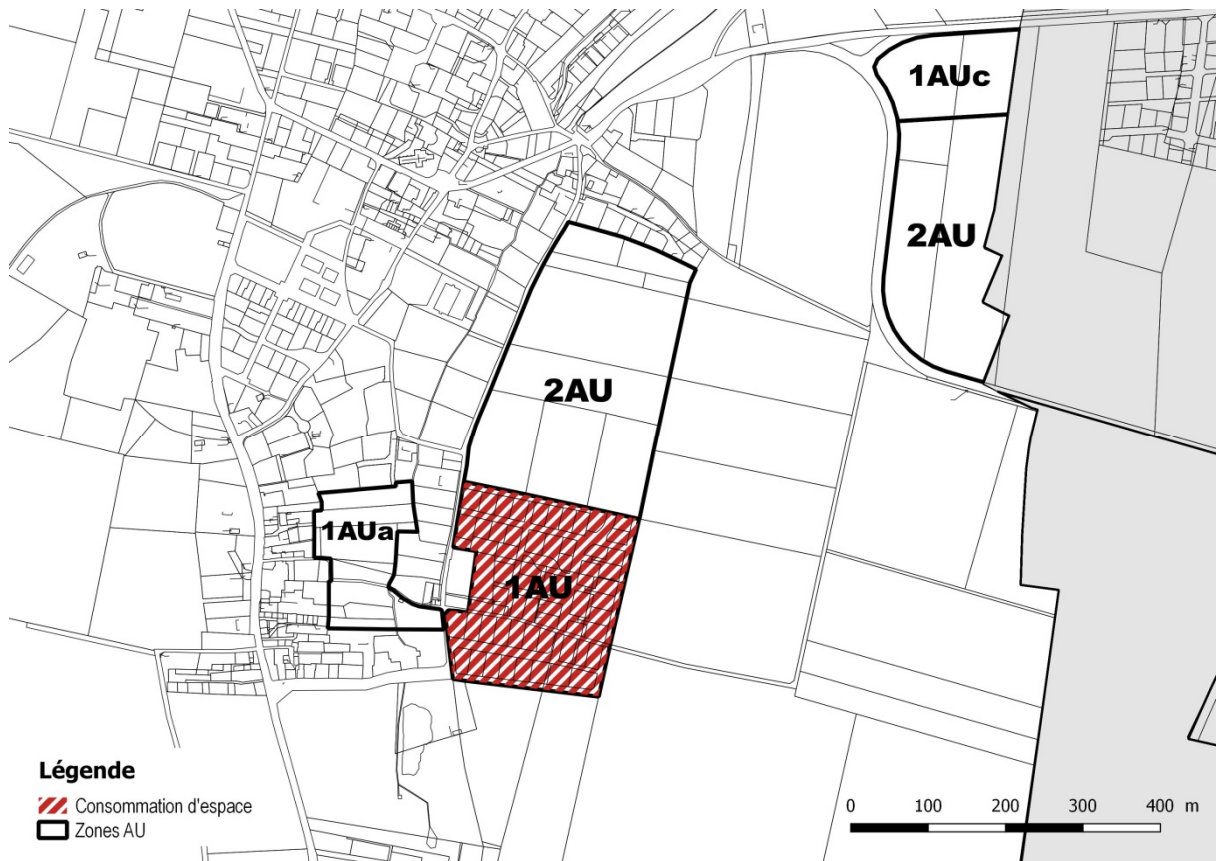 1AUc
2AU
2AU
1AUa
1AU
Légende
Consommation d'espace
Zones AU
0 100 200 300 400 m